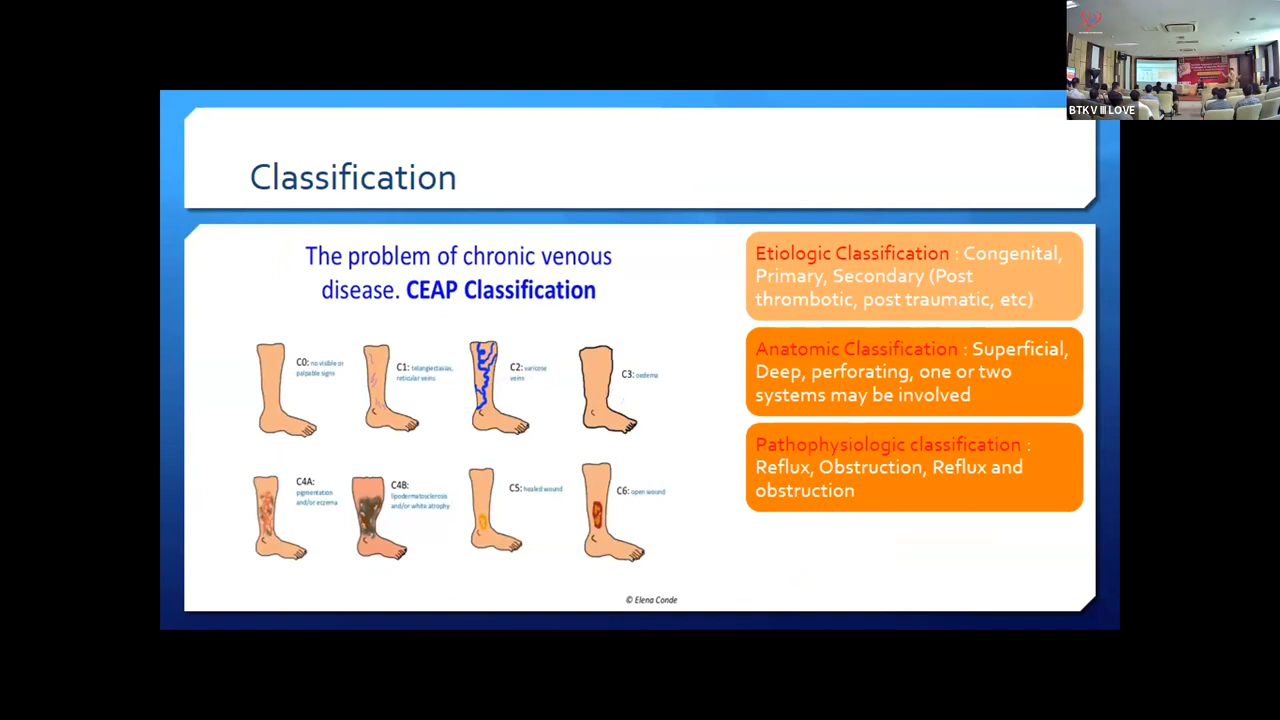 BTKV III LOVE
Classification
The problem of chronic venous
disease. CEAP Classification
C0: no visible or
palpable signs
C1: telangiectasias,
reticular veins
C2: varicose
veins
C3: oedema
C4A:
pigmentation
and/or eczema
C4B:
lipodermatosclerosis
and/or white atrophy
C5: healed wound
C6: open wound
© Elena Conde
Etiologic Classification : Congenital,
Primary, Secondary (Post
thrombotic, post traumatic, etc)
Anatomic Classification : Superficial,
Deep, perforating, one or two
systems may be involved
Pathophysiologic classification :
Reflux, Obstruction, Reflux and
obstruction